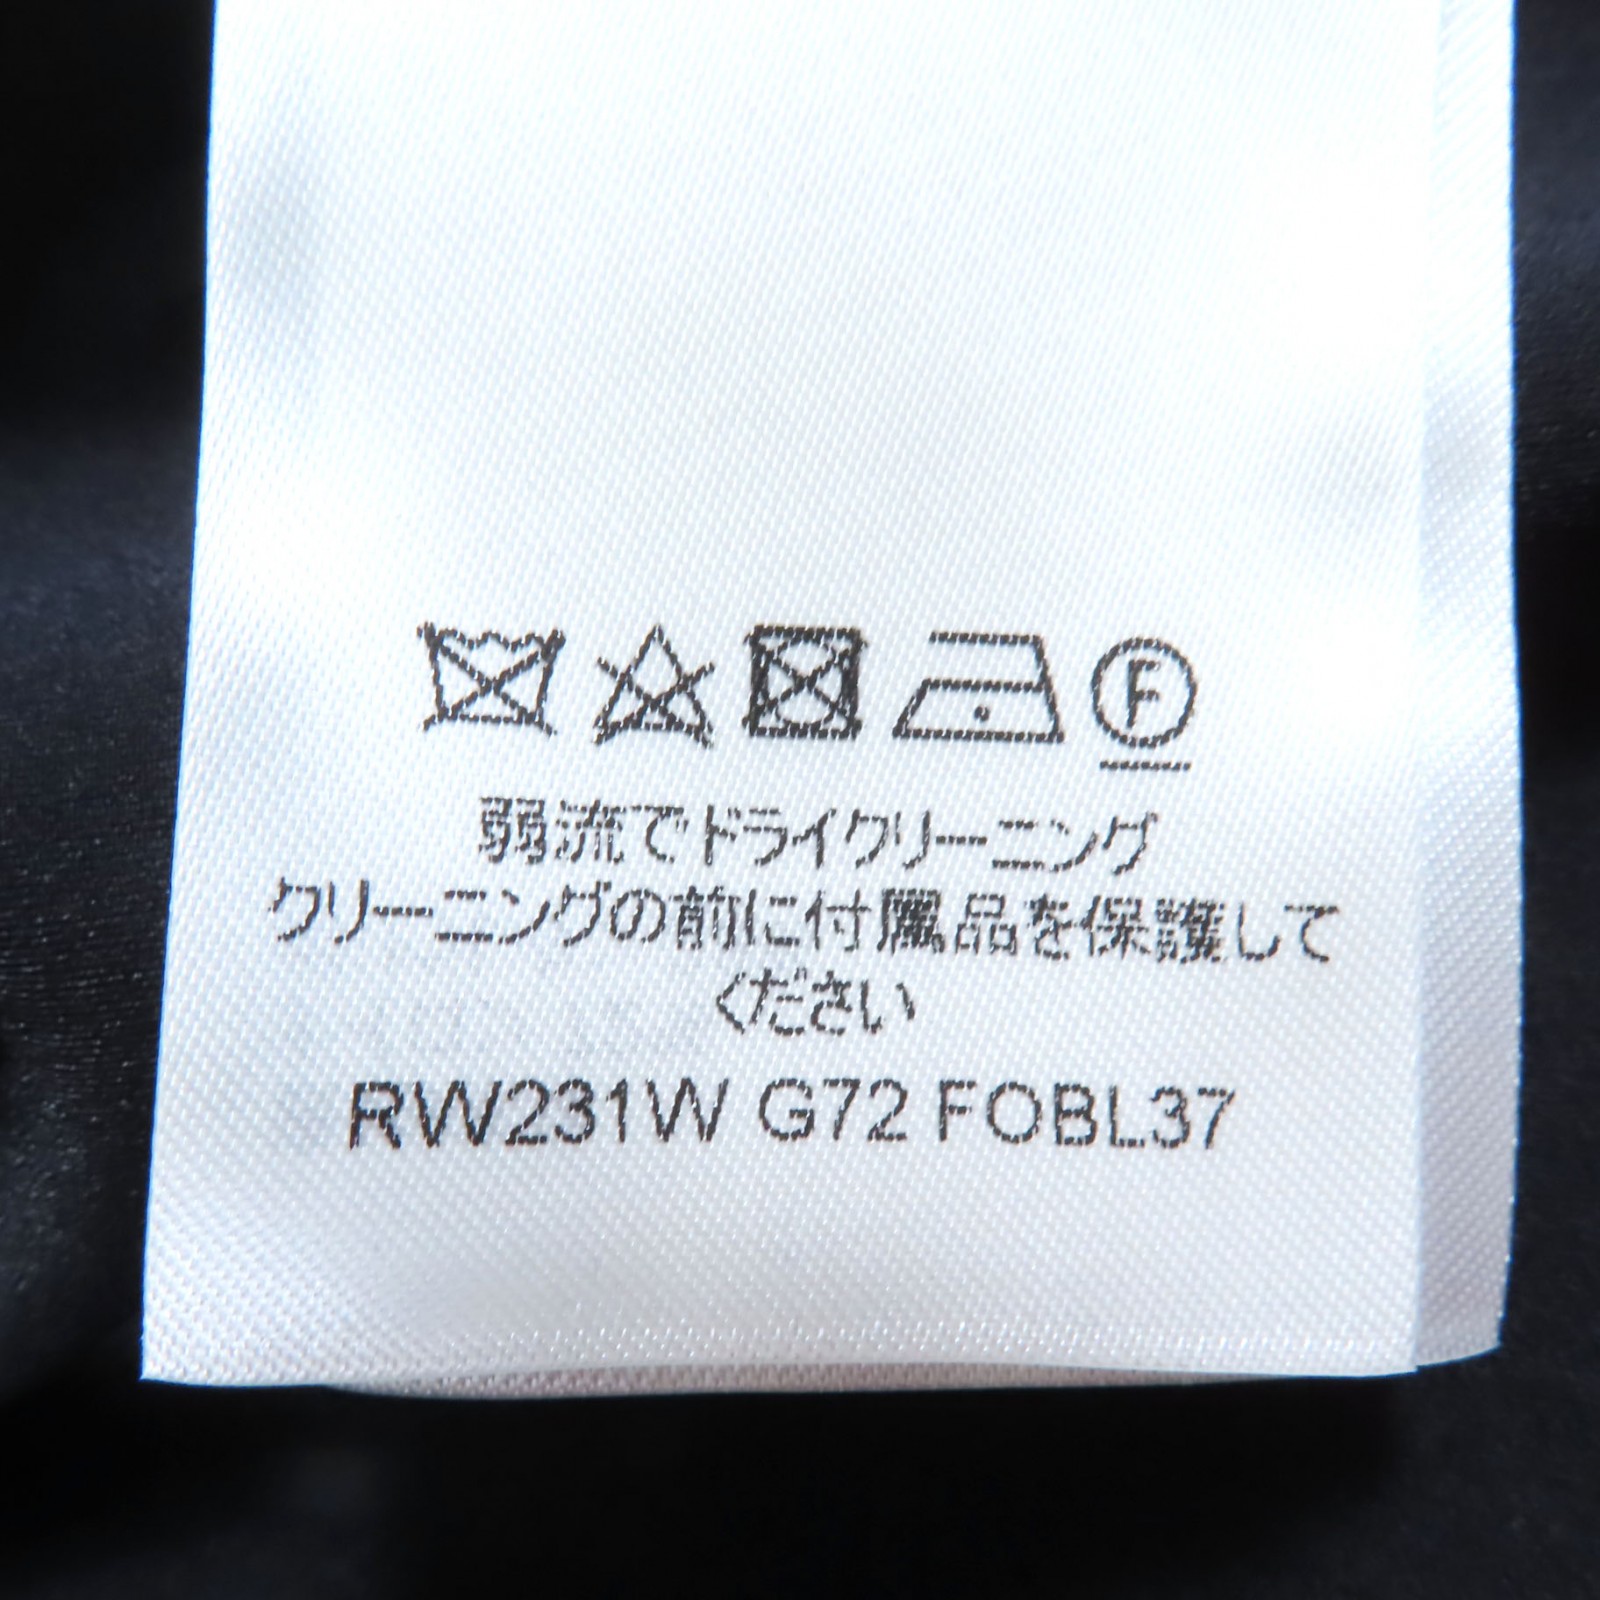 F
弱流でドライクリーニング
クリーニングの前に付属品を保護して
ください
RW231W G72 FOBL37